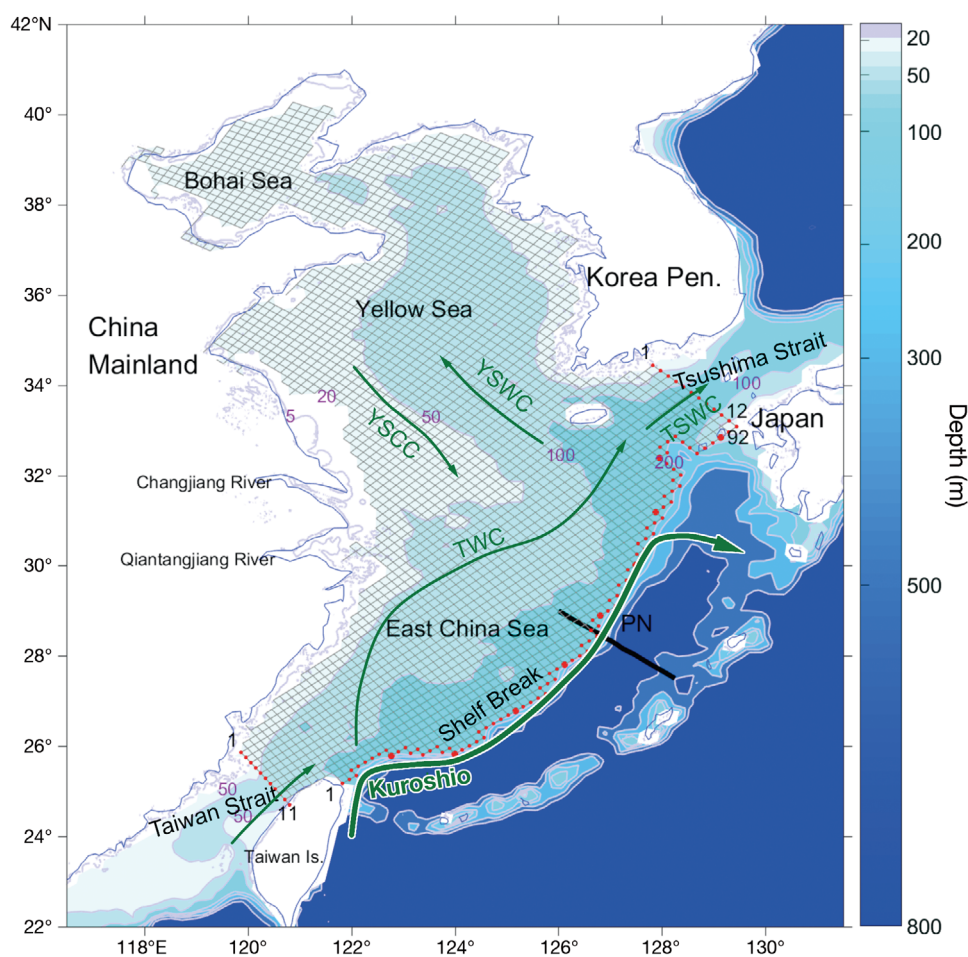 42°N
40°
38°
36°
34°
32°
30°
28°
26°
24°
22°
118°E
120°
122°
124°
126°
128°
130°
Bohai Sea
Korea Pen.
Yellow Sea
China
Mainland
1
Tsushima Strait
100
YSWC
20
5
50
YSCC
TSWC
12
Japan
92
100
200
Changjiang River
TWC
Qiantangjiang River
East China Sea
PN
Shelf Break
1
50
Kuroshio
1
Taiwan Strait
50
11
Taiwan Is.
20
50
100
200
300
500
800
Depth (m)